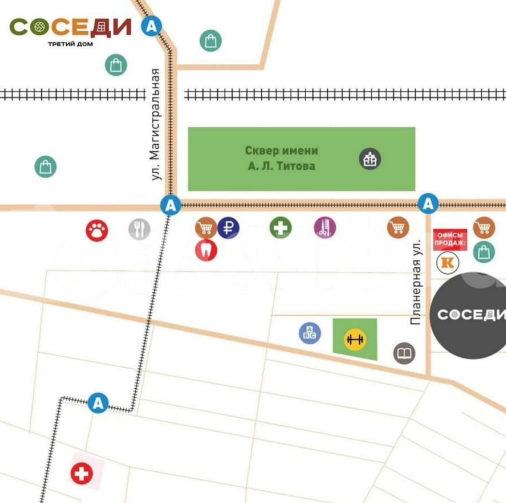 СОСЕДИ
ТРЕТИЙ ДОМ
А
ул. Магистральная
Сквер имени
А. Л. Титова
А
А
₽
ОФИСЫ
ПРОДАЖ:
К
Планерная ул.
СОСЕДИ
А